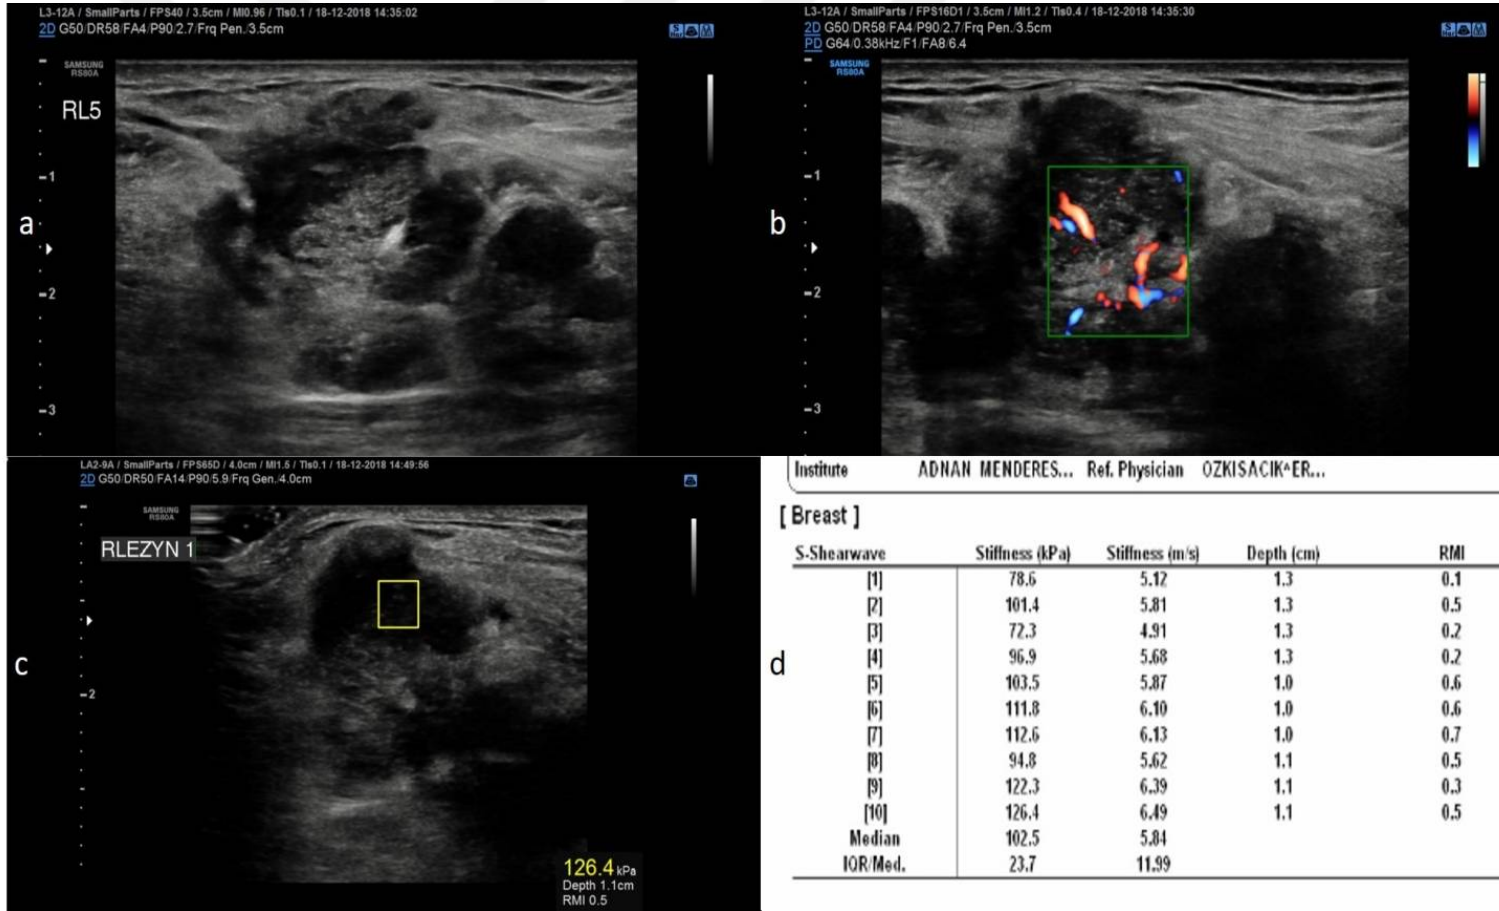 L3-12A / SmallParts / FPS40 / 3.5cm / MI0.96 / TIs0.1 / 18-12-2018 14:35:02
2D G50/DR58/FA4/P90/2.7/Frq Pen./3.5cm
SAMSUNG
RS80A
RL5
1
2
3
a
L3-12A / SmallParts / FPS16D1 / 3.5cm / MI1.2 / TIs0.4 / 18-12-2018 14:35:30
2D G50/DR58/FA4/P90/2.7/Frq Pen./3.5cm
PD G64/0.38kHz/F1/FA8/6.4
SAMSUNG
RS80A
1
2
3
b
LA2-9A / SmallParts / FPS65D / 4.0cm / MI1.5 / TIs0.1 / 18-12-2018 14:49:56
2D G50/DR50/FA14/P90/5.9/Frq Gen./4.0cm
SAMSUNG
RS80A
RLEZYN 1
2
c
126.4 kPa
Depth 1.1cm
RMI 0.5
Institute ADNAN MENDERES... Ref. Physician OZKISACIK^ER...
[ Breast ]
S-Shearwave Stiffness (kPa) Stiffness (m/s) Depth (cm) RMI
[1] 78.6 5.12 1.3 0.1
[2] 101.4 5.81 1.3 0.5
[3] 72.3 4.91 1.3 0.2
[4] 96.9 5.68 1.3 0.2
[5] 103.5 5.87 1.0 0.6
[6] 111.8 6.10 1.0 0.6
[7] 112.6 6.13 1.0 0.7
[8] 94.8 5.62 1.1 0.5
[9] 122.3 6.39 1.1 0.3
[10] 126.4 6.49 1.1 0.5
Median 102.5 5.84
IQR/Med. 23.7 11.99
d